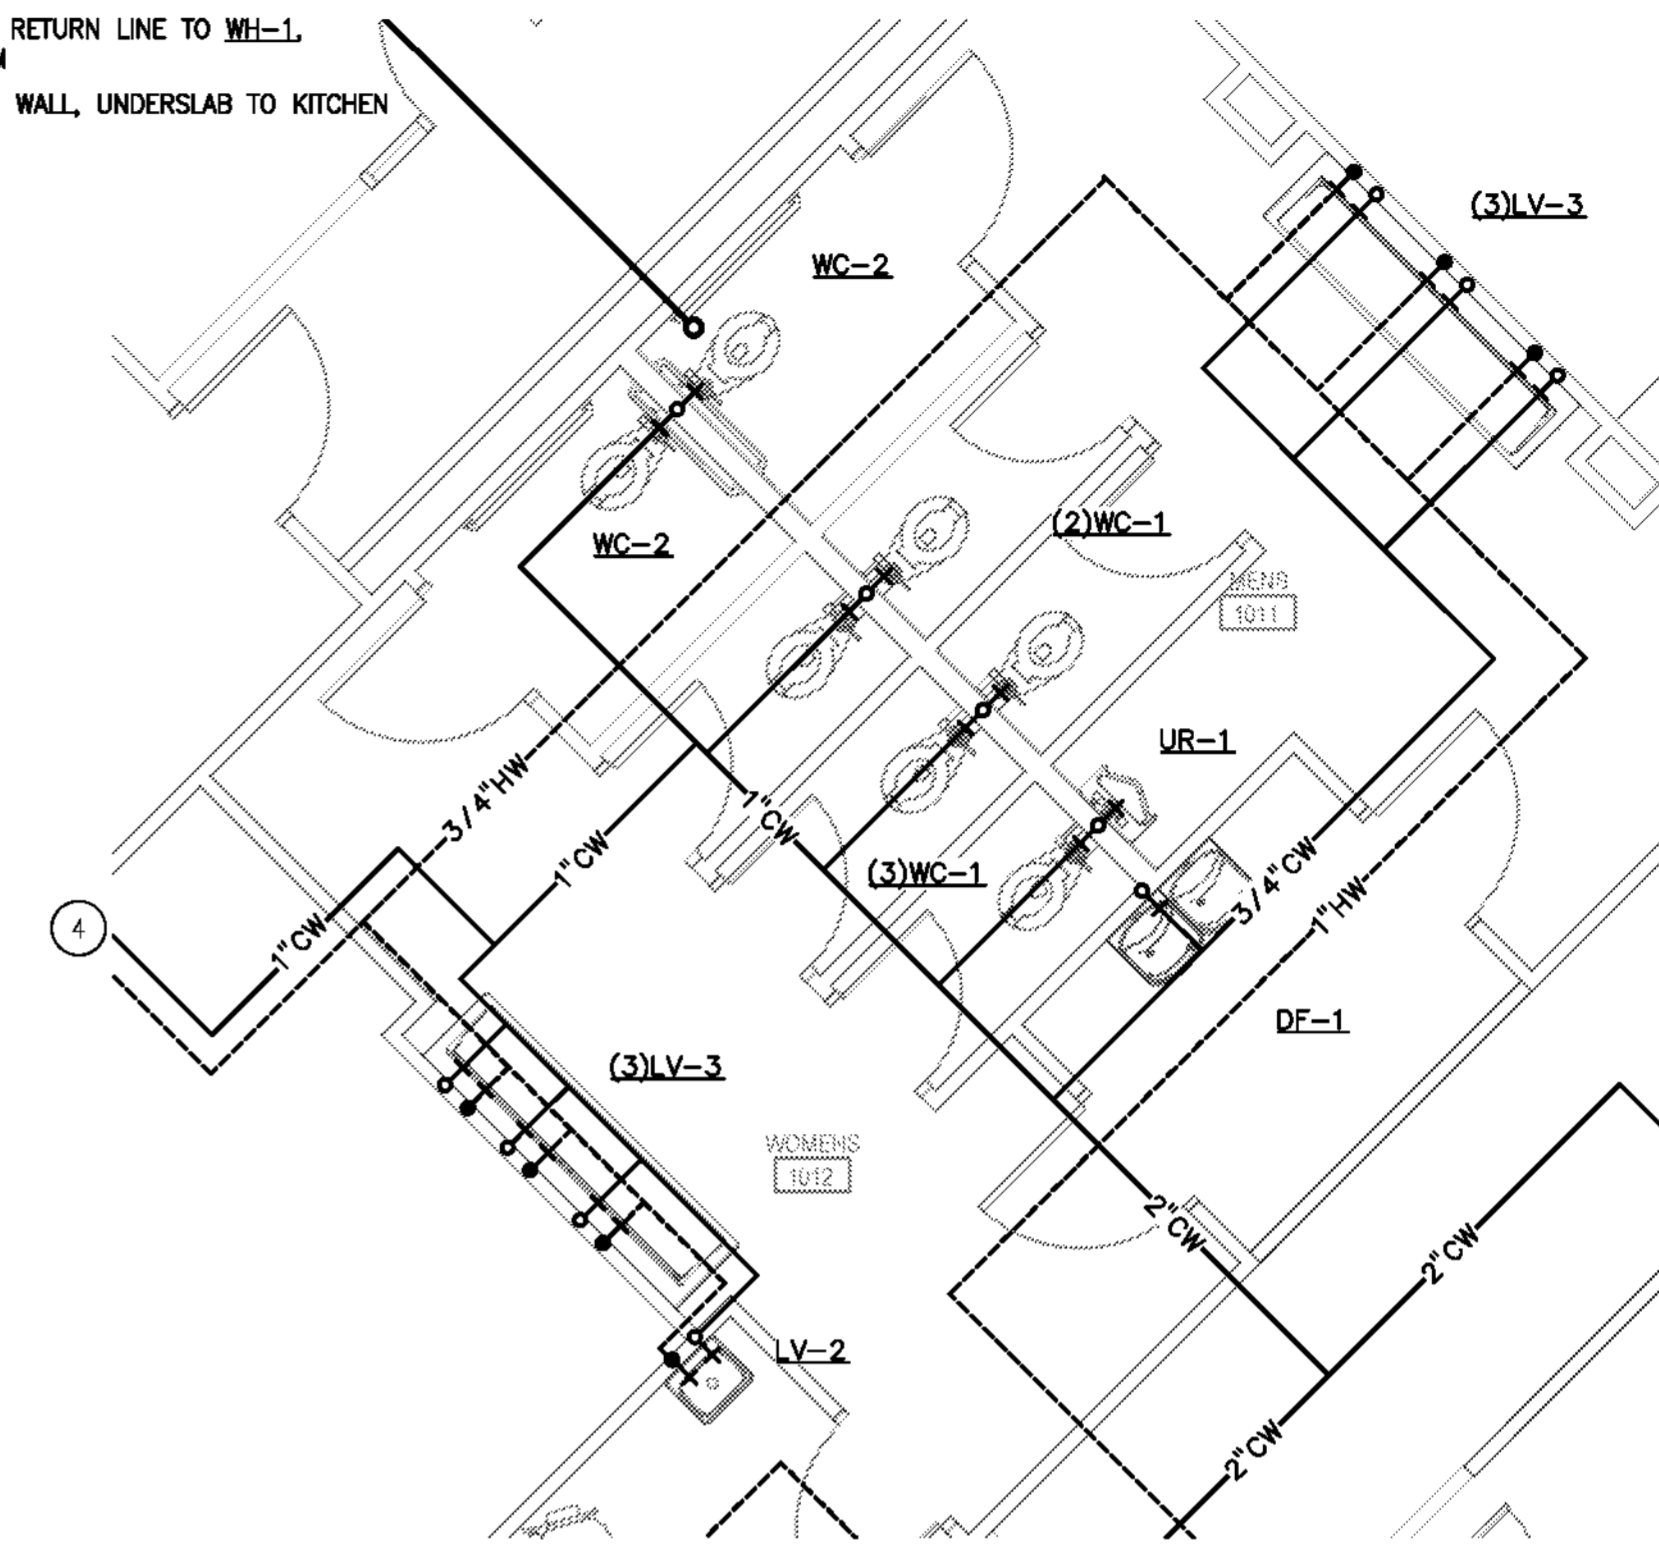 RETURN LINE TO WH-1,
WALL, UNDERSLAB TO KITCHEN
(3)LV-3
WC-2
WC-2
(2)WC-1
MENS
1011
UR-1
3/4"HW
1"CW
1"CW
(3)WC-1
3/4"CW
1"HW
4
1"CW
DF-1
(3)LV-3
WOMENS
1012
2"CW
2"CW
LV-2
2"CW